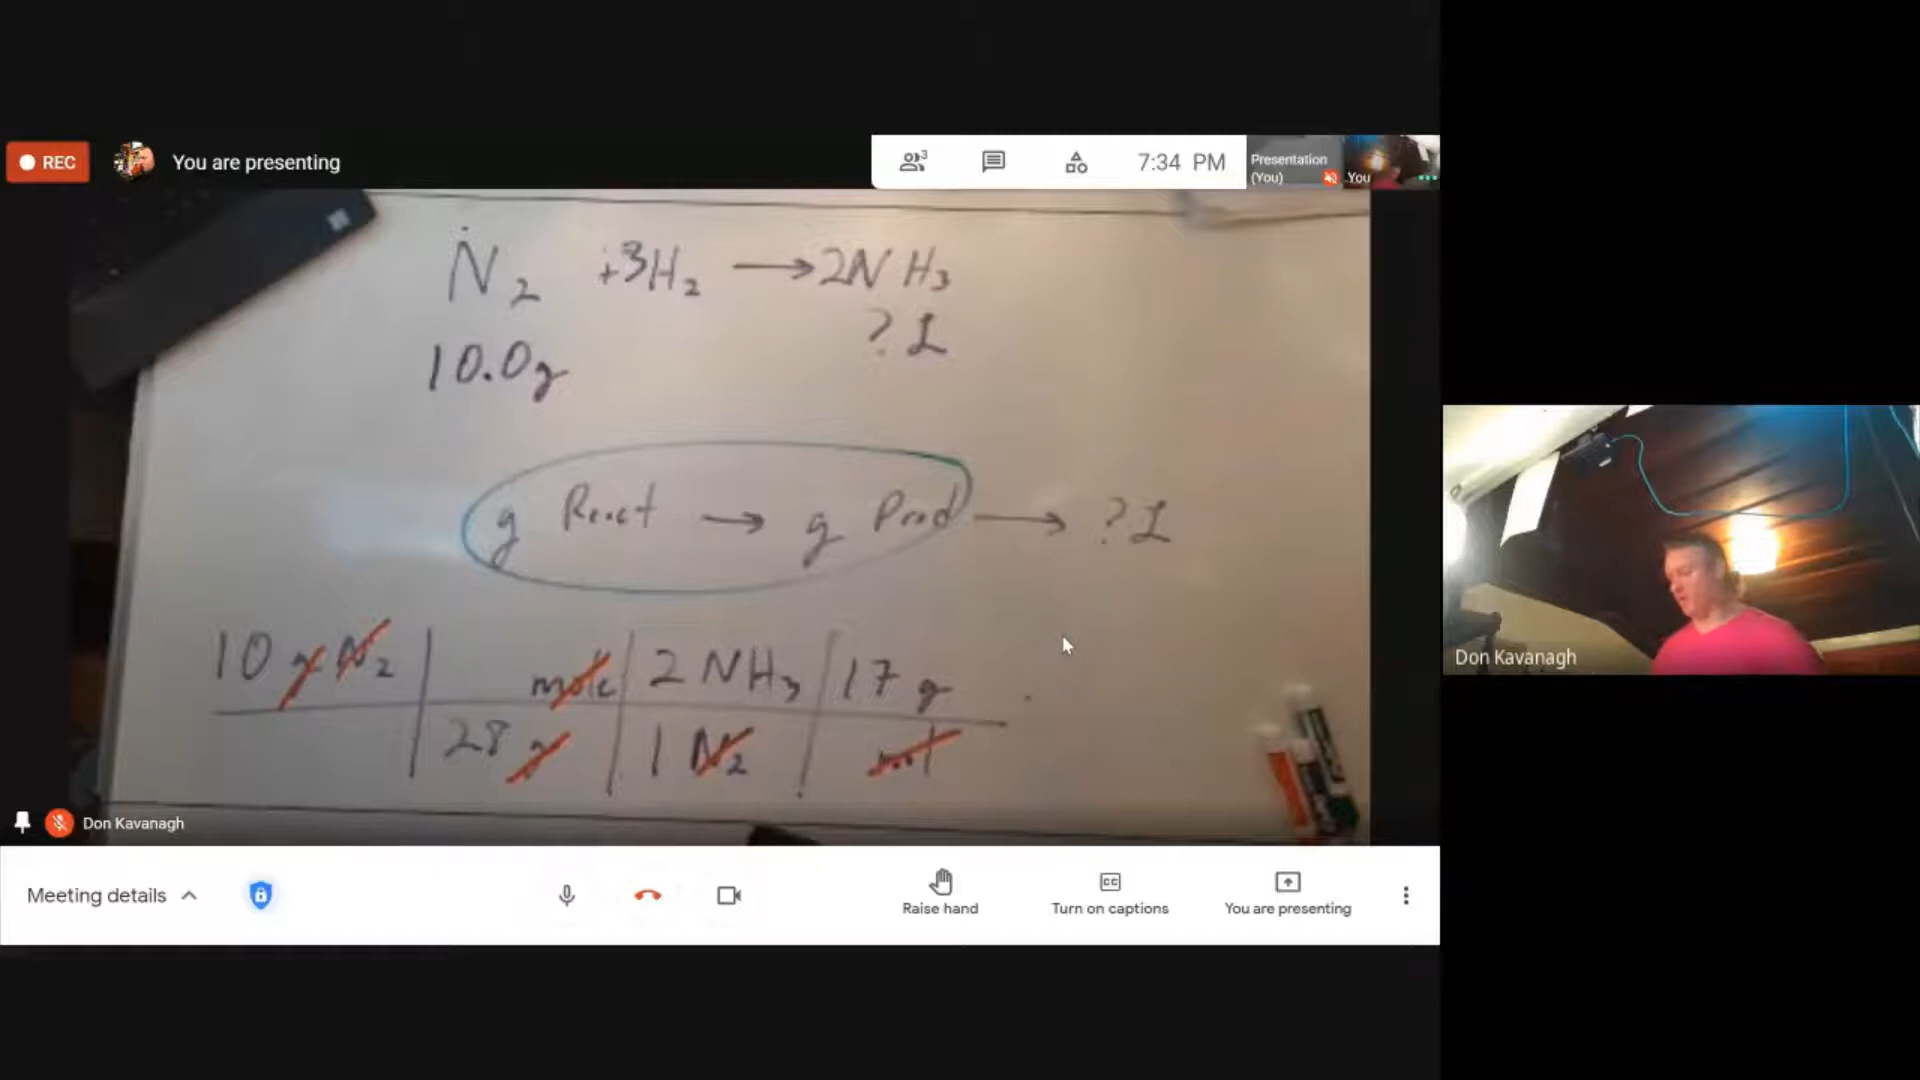 REC
You are presenting
3
7:34 PM
Presentation
(You)
You
N2 +3H2 → 2NH3
10.0g ? L
g React → g Prod → ? L
10 g N2 | mole | 2 NH3 | 17 g
28 g | 1 N2 | mol
Don Kavanagh
Don Kavanagh
Meeting details
CC
Raise hand
Turn on captions
You are presenting